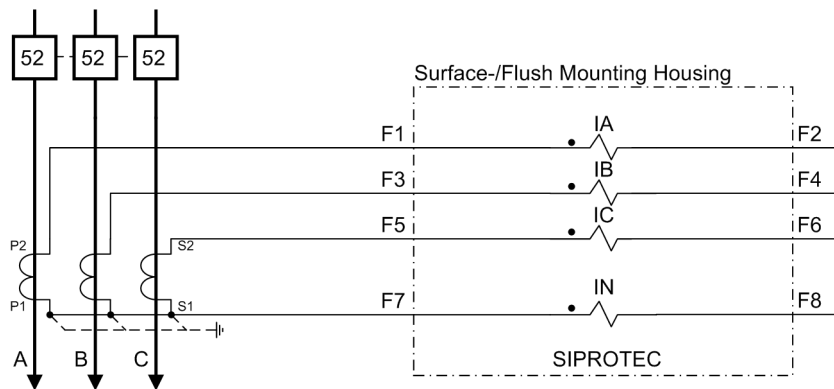 52 52 52
Surface-/Flush Mounting Housing
F1 IA F2
F3 IB F4
F5 IC F6
P2 S2
P1 S1
F7 IN F8
A B C
SIPROTEC